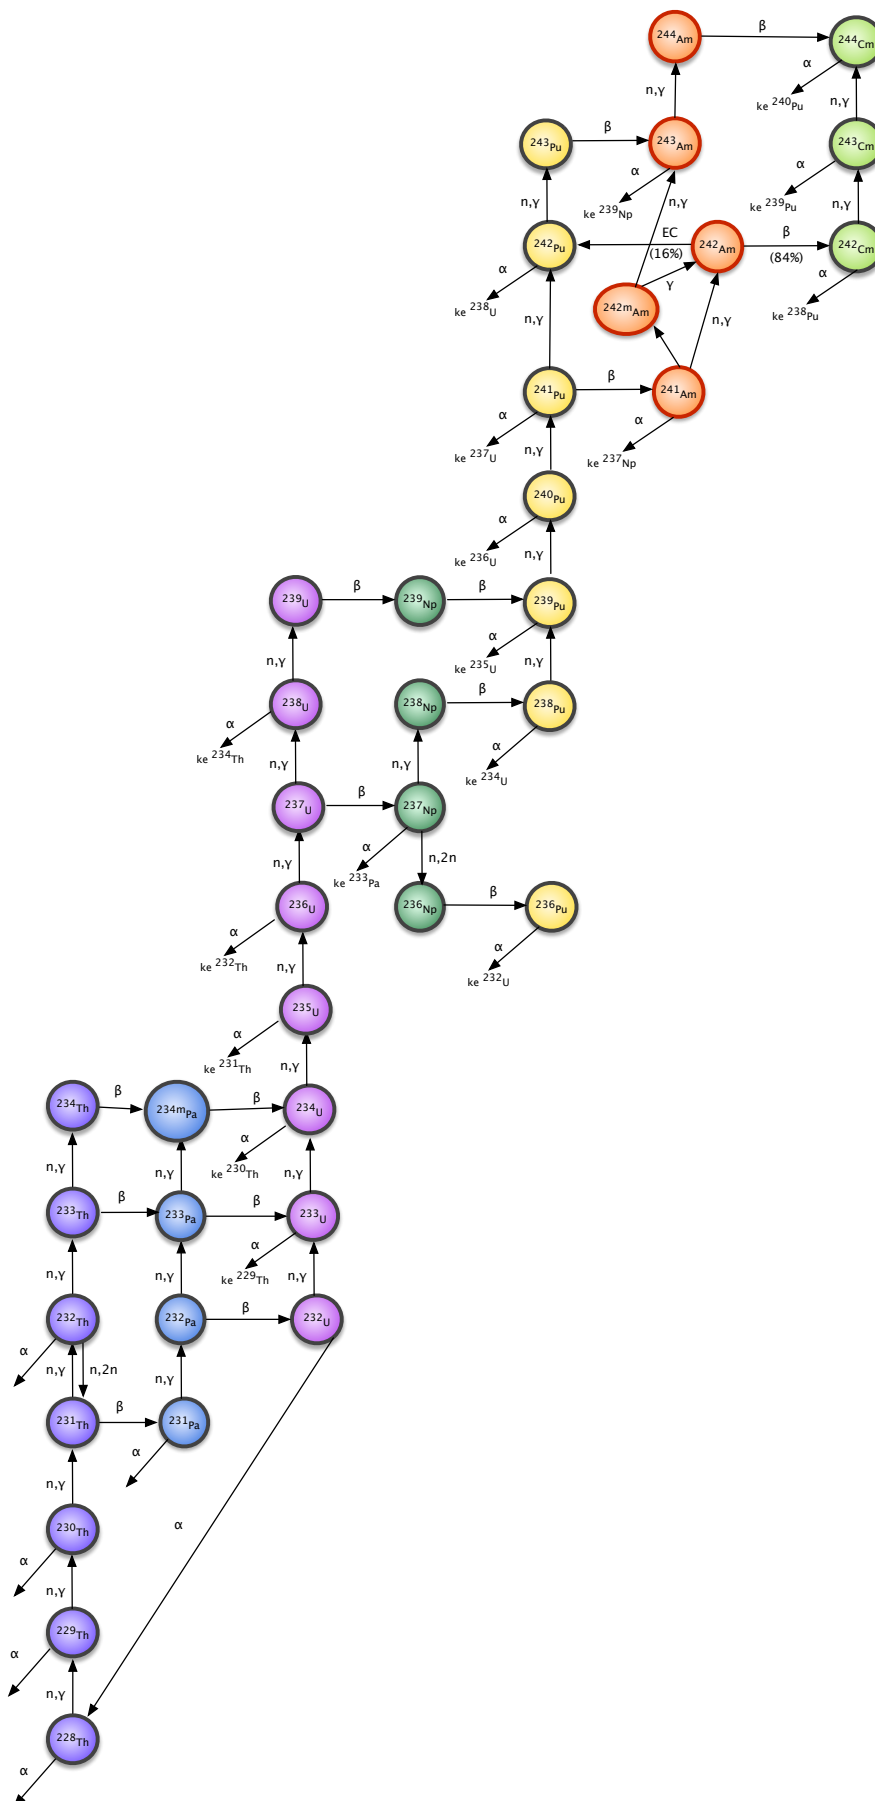 244Am
β
244Cm
α
n,γ
ke 240Pu
n,γ
243Pu
β
243Am
243Cm
α
α
n,γ
n,γ
ke 239Np
ke 239Pu
n,γ
242Pu
EC
(16%)
242Am
β
(84%)
242Cm
α
γ
α
ke 238U
242mAm
ke 238Pu
n,γ
n,γ
241Pu
β
241Am
α
α
ke 237U
n,γ
ke 237Np
240Pu
α
ke 236U
n,γ
239U
β
239Np
β
239Pu
α
n,γ
ke 235U
n,γ
238U
238Np
β
238Pu
α
ke 234Th
n,γ
n,γ
α
ke 234U
237U
β
237Np
n,γ
α
n,2n
ke 233Pa
236U
236Np
β
236Pu
α
ke 232Th
n,γ
α
ke 232U
235U
α
ke 231Th
n,γ
234Th
β
234mPa
β
234U
α
n,γ
n,γ
ke 230Th
n,γ
233Th
β
233Pa
β
233U
α
n,γ
n,γ
ke 229Th
n,γ
232Th
232Pa
β
232U
α
n,γ
n,2n
n,γ
231Th
β
231Pa
α
n,γ
230Th
α
α
n,γ
229Th
α
n,γ
228Th
α